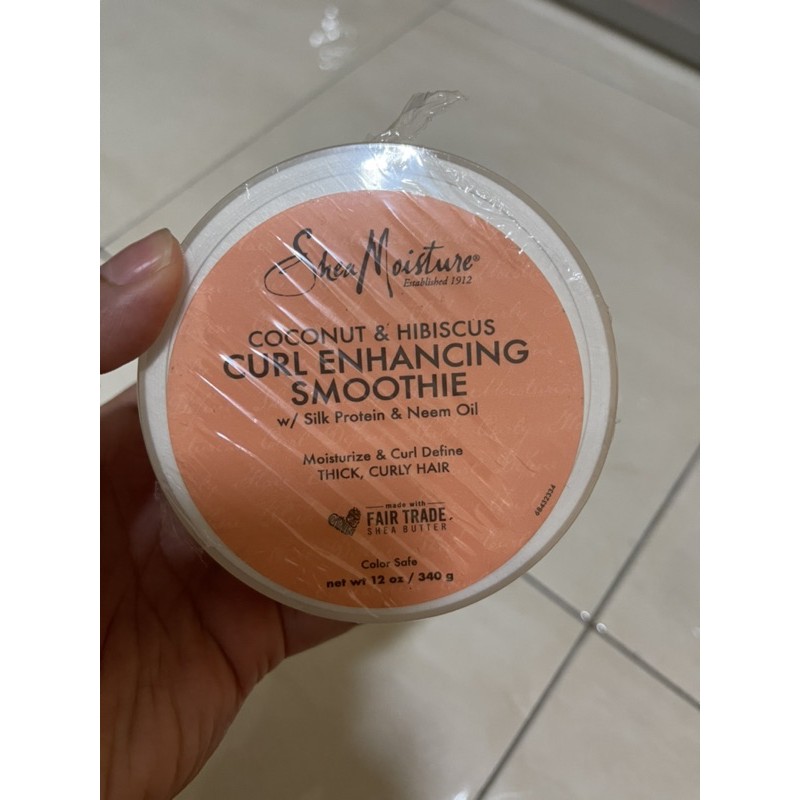 SheaMoisture®
Established 1912
COCONUT & HIBISCUS
CURL ENHANCING
SMOOTHIE
w/ Silk Protein & Neem Oil
Moisturize & Curl Define
THICK, CURLY HAIR
made with
FAIR TRADE
SHEA BUTTER
Color Safe
net wt 12 oz / 340 g